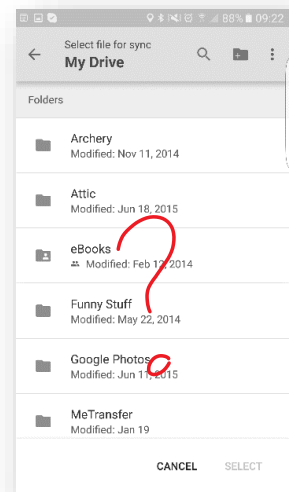 88% 09:22
Select file for sync
My Drive
Folders
Archery
Modified: Nov 11, 2014
Attic
Modified: Jun 18, 2015
eBooks
Modified: Feb 12, 2014
Funny Stuff
Modified: May 22, 2014
Google Photos
Modified: Jun 11, 2015
MeTransfer
Modified: Jan 19
CANCEL SELECT